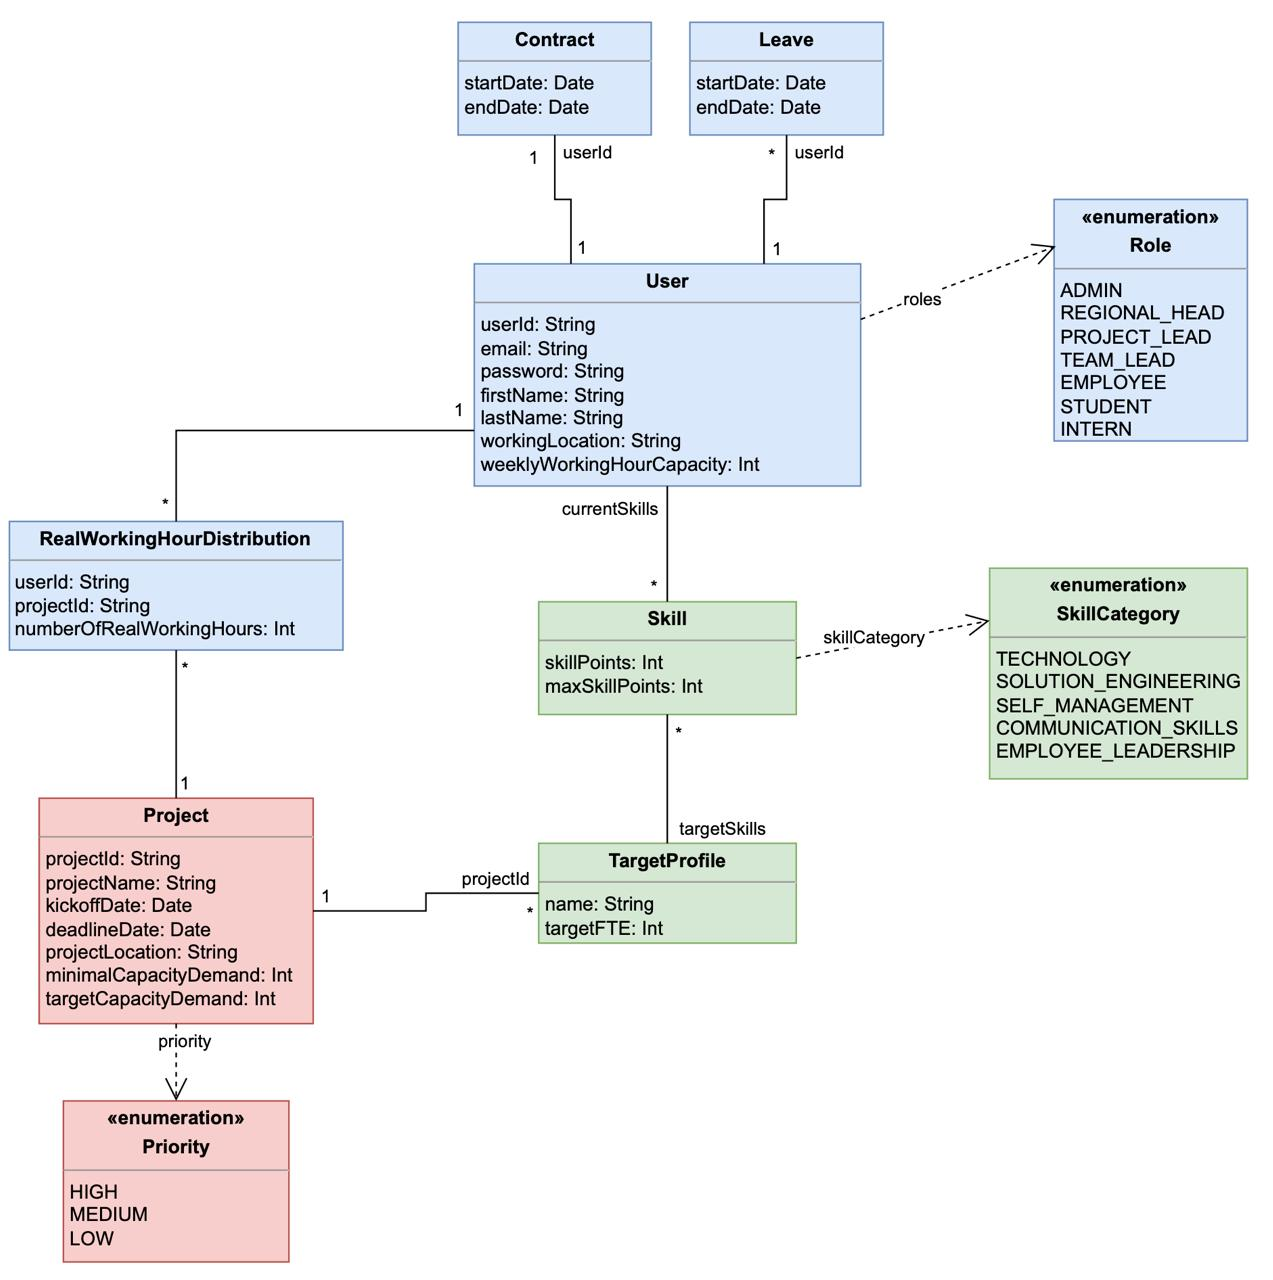 Contract
startDate: Date
endDate: Date
Leave
startDate: Date
endDate: Date
1
userId
*
userId
1
1
«enumeration»
Role
ADMIN
REGIONAL_HEAD
PROJECT_LEAD
TEAM_LEAD
EMPLOYEE
STUDENT
INTERN
roles
User
userId: String
email: String
password: String
firstName: String
lastName: String
workingLocation: String
weeklyWorkingHourCapacity: Int
1
*
currentSkills
*
RealWorkingHourDistribution
userId: String
projectId: String
numberOfRealWorkingHours: Int
*
1
Skill
skillPoints: Int
maxSkillPoints: Int
skillCategory
«enumeration»
SkillCategory
TECHNOLOGY
SOLUTION_ENGINEERING
SELF_MANAGEMENT
COMMUNICATION_SKILLS
EMPLOYEE_LEADERSHIP
*
targetSkills
Project
projectId: String
projectName: String
kickoffDate: Date
deadlineDate: Date
projectLocation: String
minimalCapacityDemand: Int
targetCapacityDemand: Int
1
projectId
*
TargetProfile
name: String
targetFTE: Int
priority
«enumeration»
Priority
HIGH
MEDIUM
LOW